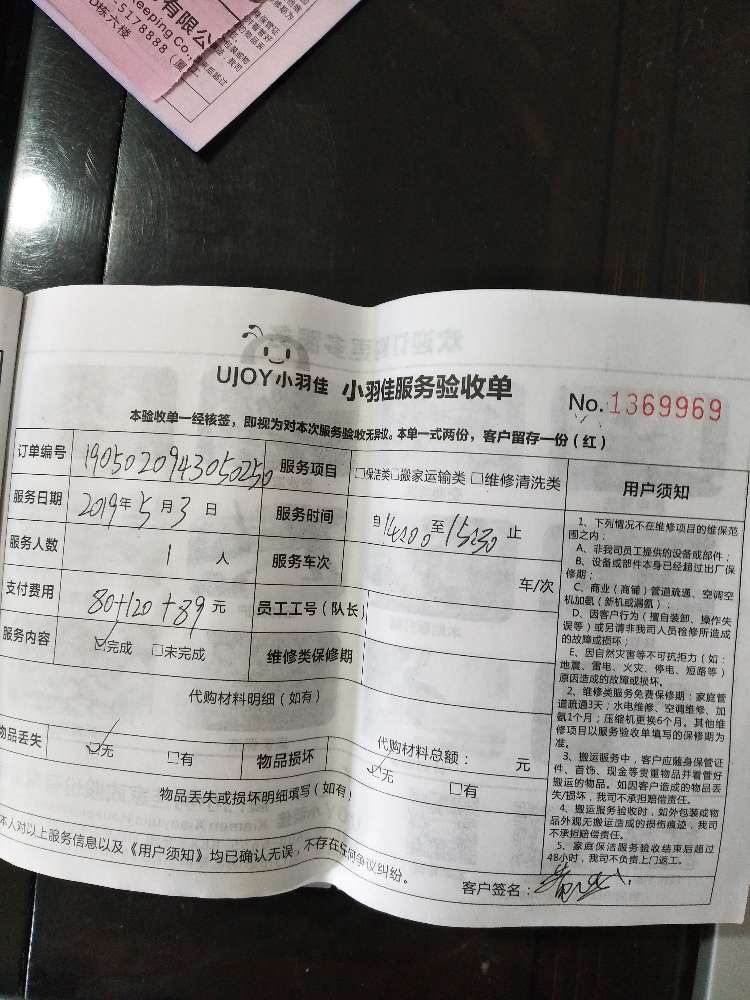 有限公
keeping Co.,
5178888（厦
D栋六楼
UJOY小羽佳 小羽佳服务验收单
No.1369969
本验收单一经核签，即视为对本次服务验收无异议。本单一式两份，客户留存一份（红）
订单编号 1905020943050250 服务项目 □保洁类□搬家运输类 □维修清洗类
服务日期 2019年5月3日 服务时间 自14:00至15:30止
服务人数 1 人 服务车次 车/次
支付费用 80+120+89元 员工工号（队长）
服务内容 ☑完成 □未完成 维修类保修期
代购材料明细（如有）
代购材料总额： 元
物品丢失 ☑无 □有 物品损坏 ☑无 □有
物品丢失或损坏明细填写（如有）
本人对以上服务信息以及《用户须知》均已确认无误，不存在任何争议纠纷。
客户签名：
用户须知
1、下列情况不在维修项目的维保范
围之内：
A、非我司员工提供的设备或部件；
B、设备或部件本身已经超过出厂保
修期；
C、商业（商铺）管道疏通、空调空
机加氨（新机或漏氨）；
D、因客户行为（擅自装卸、操作失
误等）或另请非我司人员检修所造成
的故障或损坏；
E、因自然灾害等不可抗拒力（如：
地震、雷电、火灾、停电、短路等）
原因造成的故障或损坏。
2、维修类服务免费保修期：家庭管
道疏通3天；水电维修、空调维修、加
氨1个月；压缩机更换6个月。其他维
修项目以服务验收单填写的保修期为
准。
3、搬运服务中，客户应随身保管证
件、首饰、现金等贵重物品并看管好
搬运的物品。如因客户造成的物品丢
失/损坏，我司不承担赔偿责任。
4、搬运服务验收时，如外包装或物
品外观无搬运造成的损伤痕迹，我司
不承担赔偿责任。
5、家庭保洁服务验收结束后超过
48小时，我司不负责上门返工。